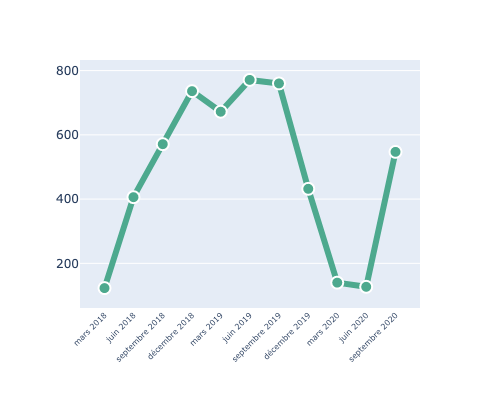 800
600
400
200
mars 2018
juin 2018
septembre 2018
décembre 2018
mars 2019
juin 2019
septembre 2019
décembre 2019
mars 2020
juin 2020
septembre 2020